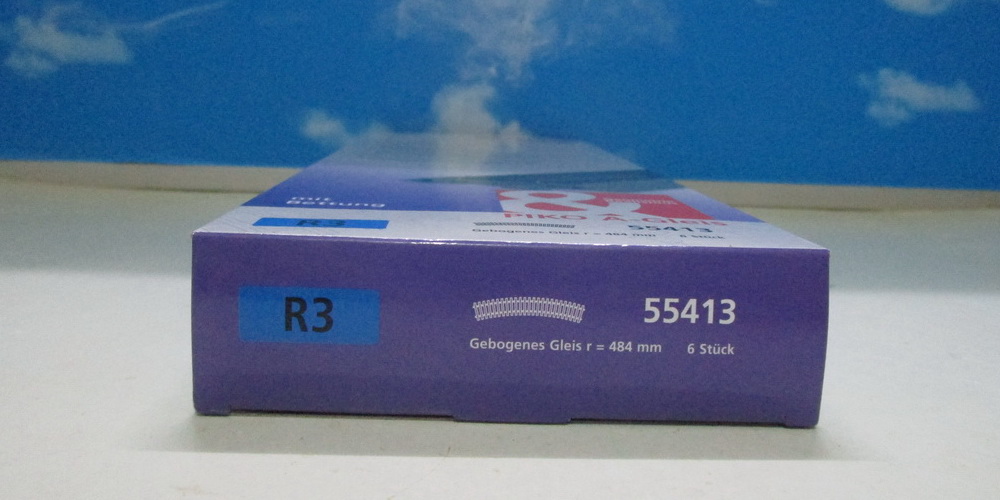 mit
Bettung
PIKO A-Gleis
R3
55413
Gebogenes Gleis r = 484 mm 6 Stück
R3
55413
Gebogenes Gleis r = 484 mm 6 Stück